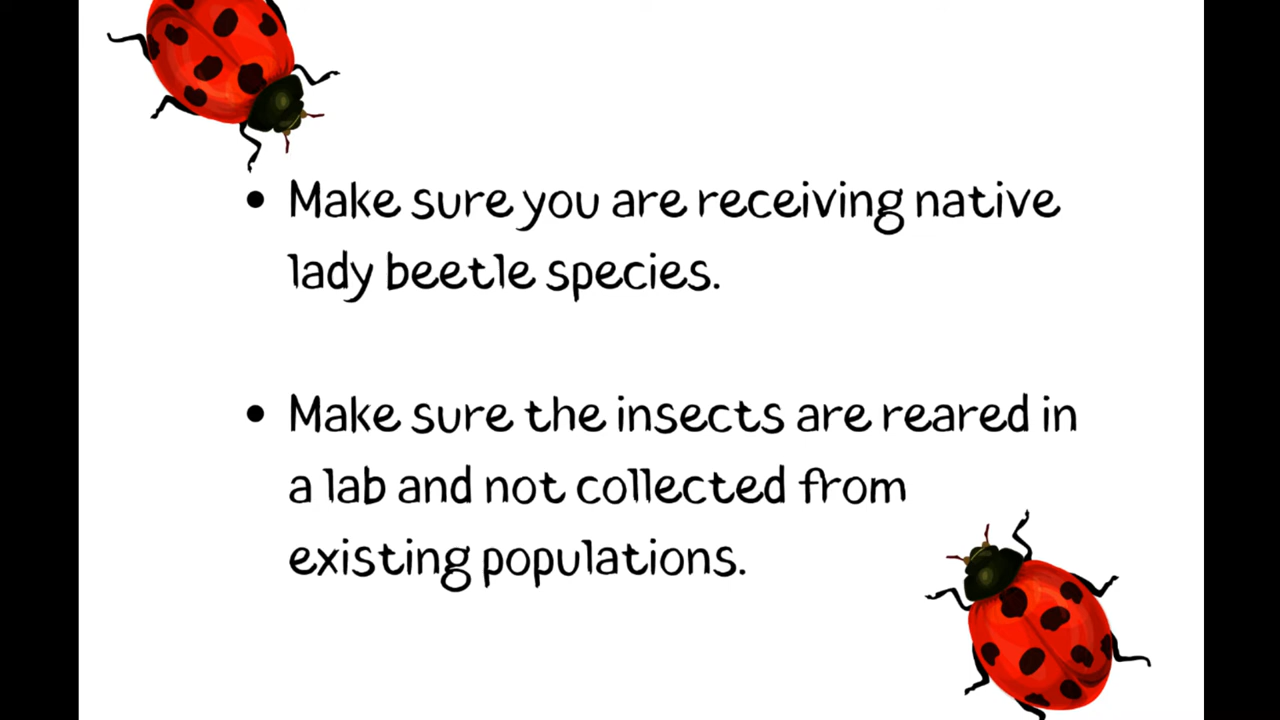 • Make sure you are receiving native
lady beetle species.
• Make sure the insects are reared in
a lab and not collected from
existing populations.